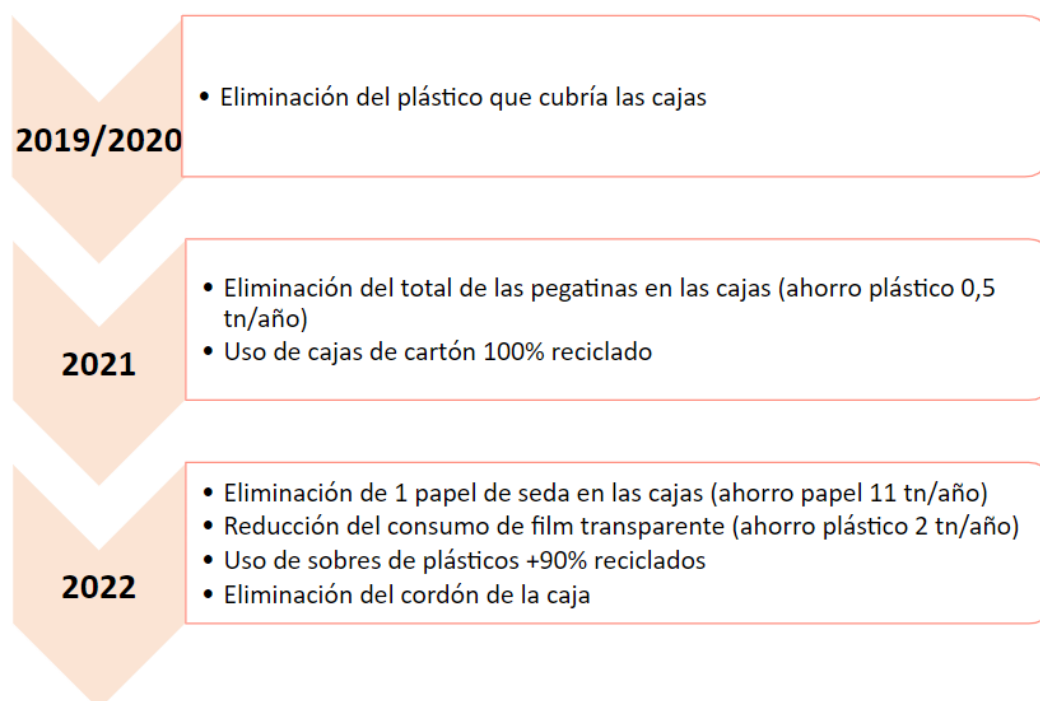 2019/2020
• Eliminación del plástico que cubría las cajas
2021
• Eliminación del total de las pegatinas en las cajas (ahorro plástico 0,5
tn/año)
• Uso de cajas de cartón 100% reciclado
2022
• Eliminación de 1 papel de seda en las cajas (ahorro papel 11 tn/año)
• Reducción del consumo de film transparente (ahorro plástico 2 tn/año)
• Uso de sobres de plásticos +90% reciclados
• Eliminación del cordón de la caja